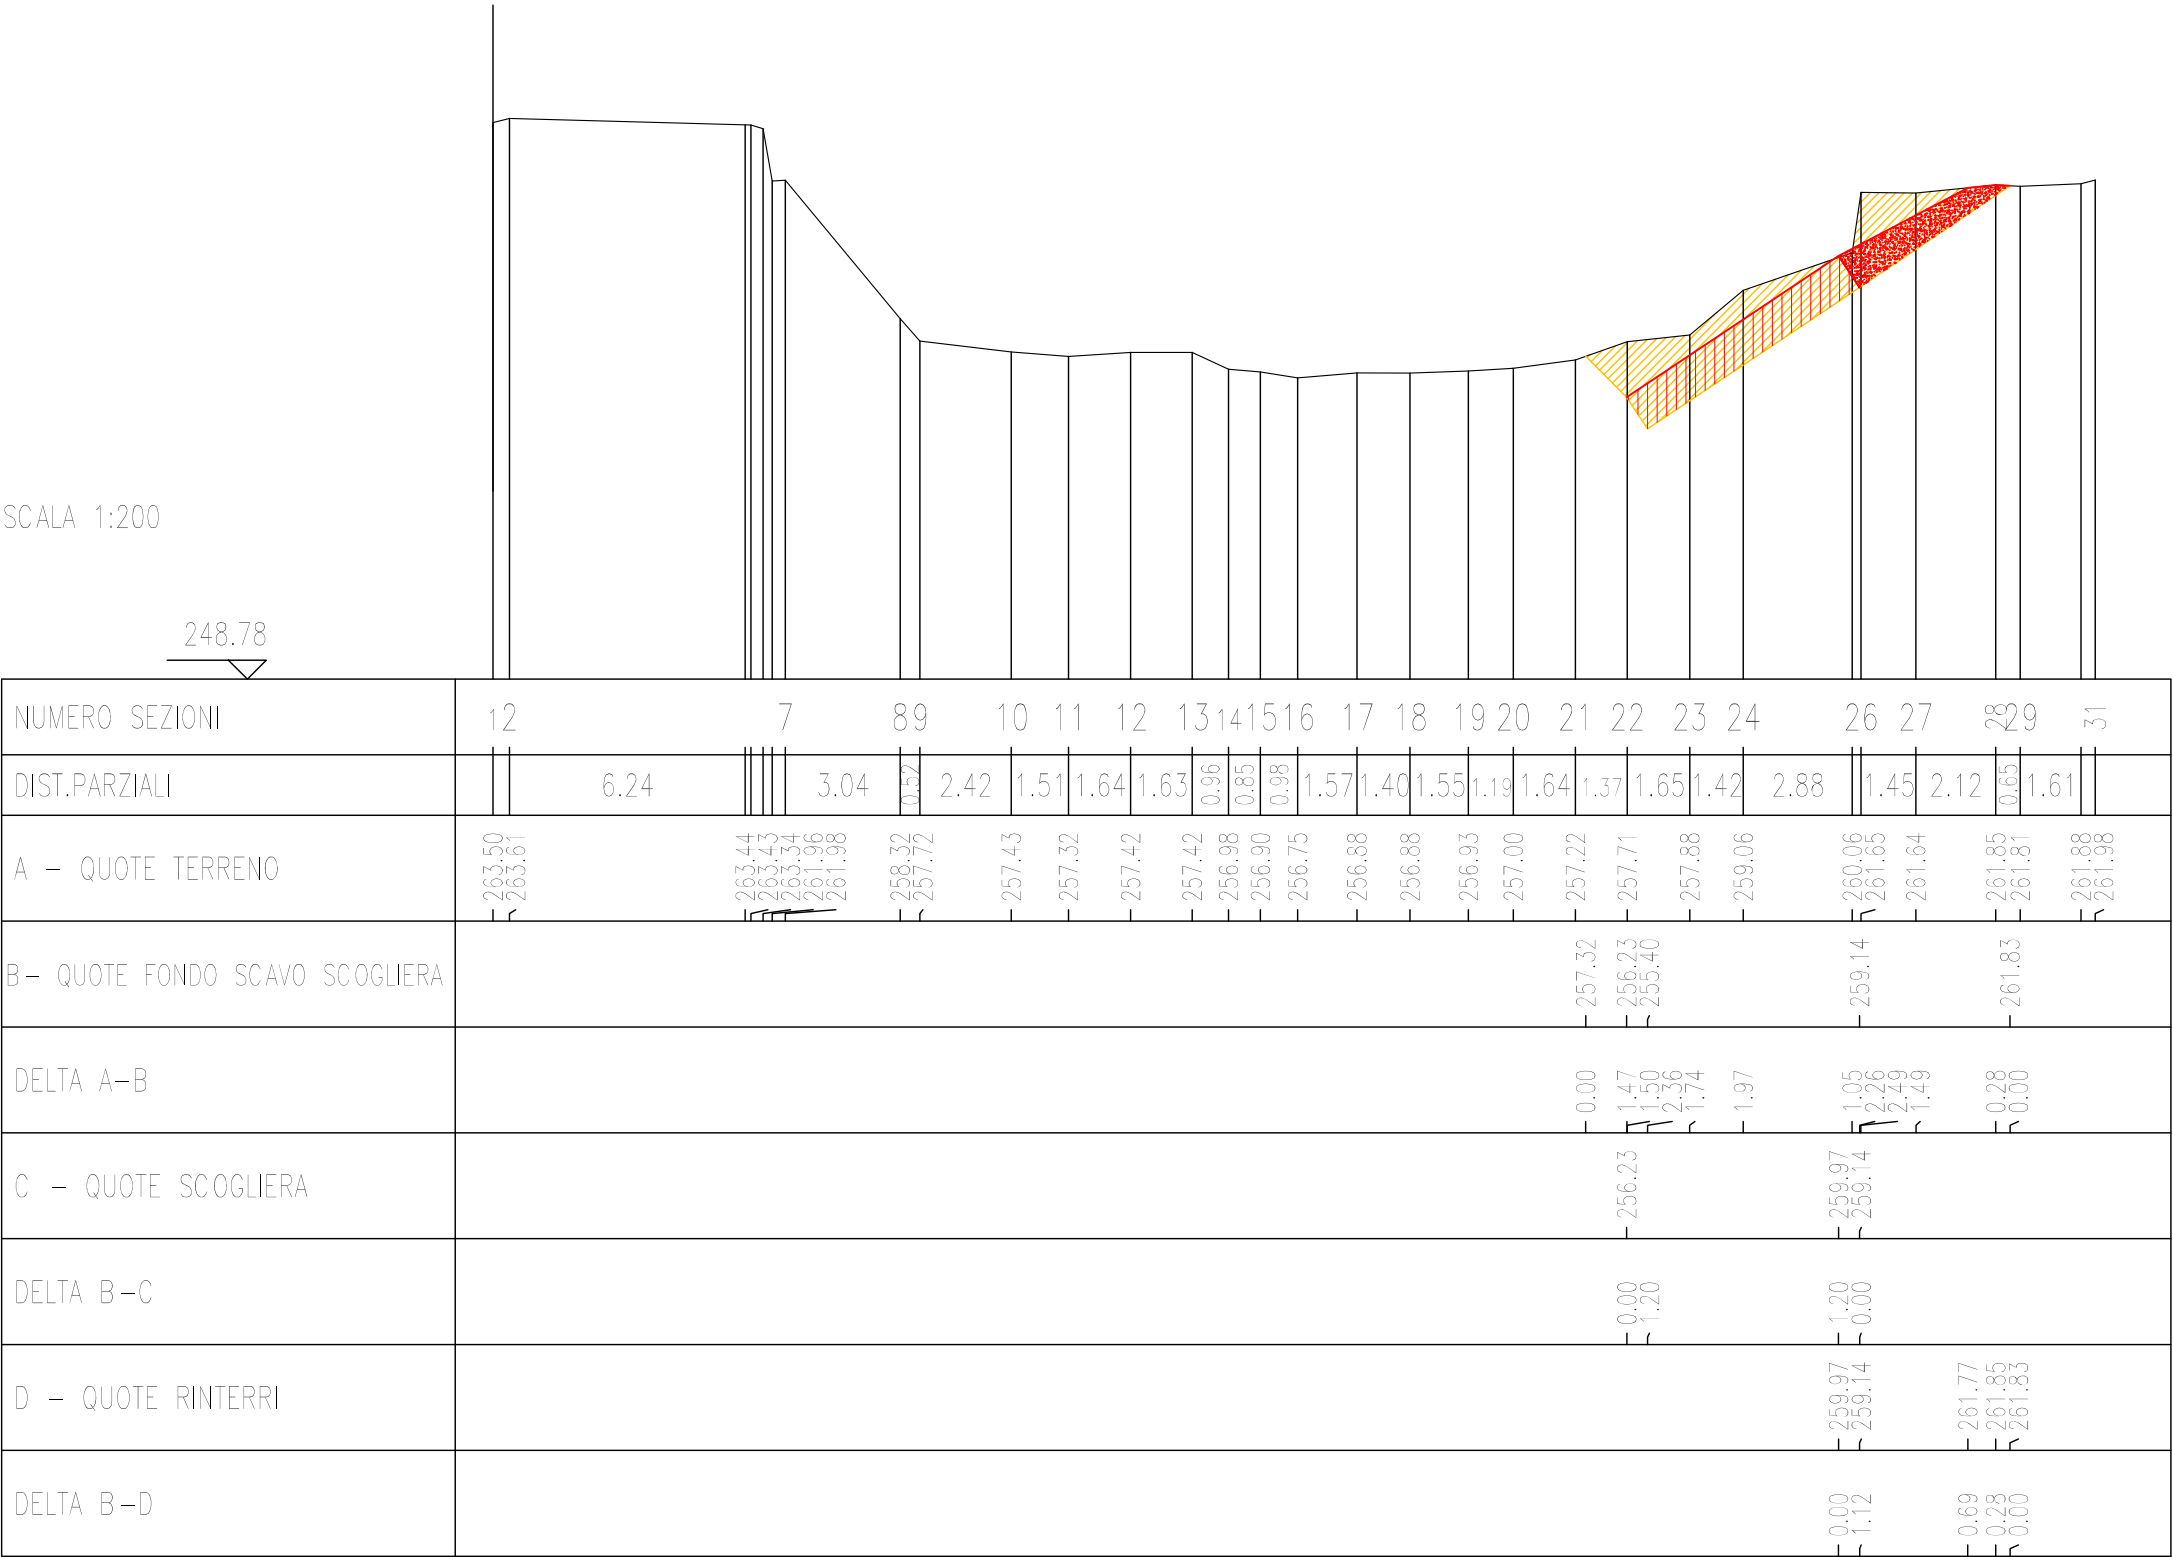 SCALA 1:200
248.78
NUMERO SEZIONI 1 2 7 8 9 10 11 12 13 14 15 16 17 18 19 20 21 22 23 24 26 27 28 29 31
DIST.PARZIALI 6.24 3.04 0.52 2.42 1.51 1.64 1.63 0.96 0.85 0.98 1.57 1.40 1.55 1.19 1.64 1.37 1.65 1.42 2.88 1.45 2.12 0.65 1.61
A - QUOTE TERRENO 263.50 263.61 263.44 263.43 263.34 261.96 261.98 258.32 257.72 257.43 257.32 257.42 257.42 256.98 256.90 256.75 256.88 256.88 256.93 257.00 257.22 257.71 257.88 259.06 260.06 261.65 261.64 261.85 261.81 261.88 261.98
B- QUOTE FONDO SCAVO SCOGLIERA 257.32 256.23 255.40 259.14 261.83
DELTA A-B 0.00 1.47 1.50 2.36 1.74 1.97 1.05 2.26 2.49 1.49 0.28 0.00
C - QUOTE SCOGLIERA 256.23 259.97 259.14
DELTA B-C 0.00 1.20 1.20 0.00
D - QUOTE RINTERRI 259.97 259.14 261.77 261.85 261.83
DELTA B-D 0.00 1.12 0.69 0.28 0.00